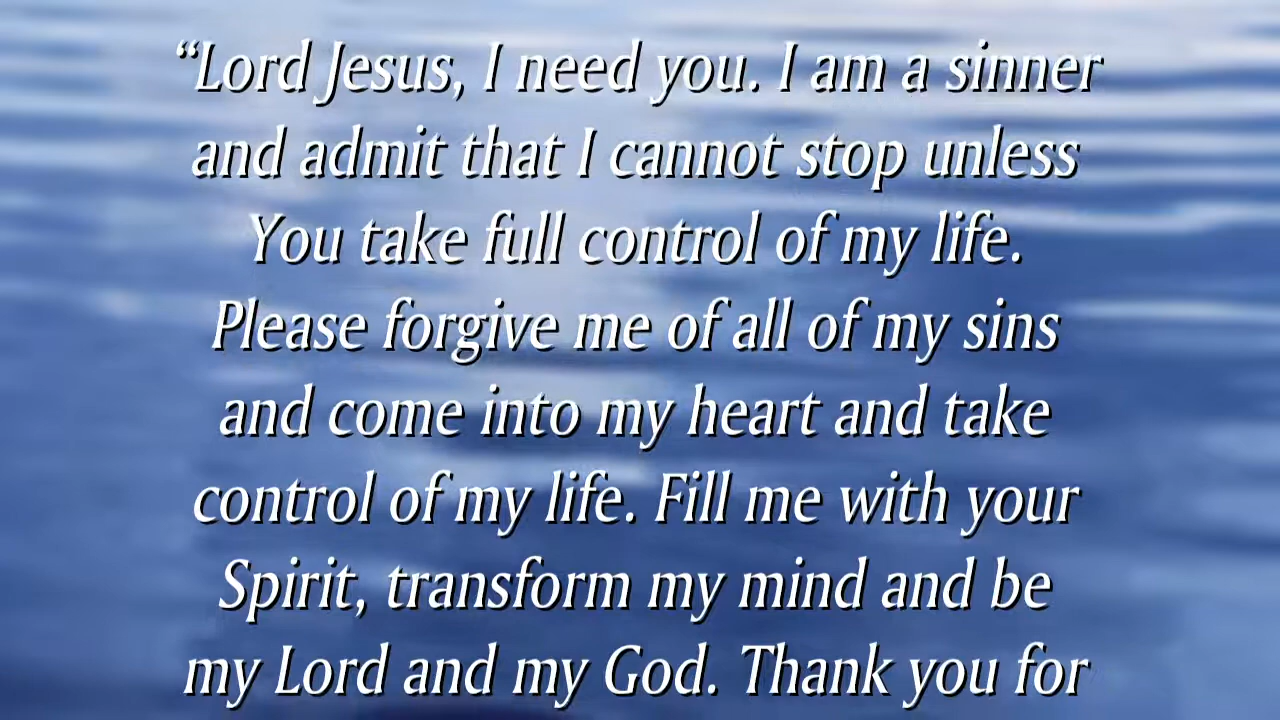 “Lord Jesus, I need you. I am a sinner
and admit that I cannot stop unless
You take full control of my life.
Please forgive me of all of my sins
and come into my heart and take
control of my life. Fill me with your
Spirit, transform my mind and be
my Lord and my God. Thank you for